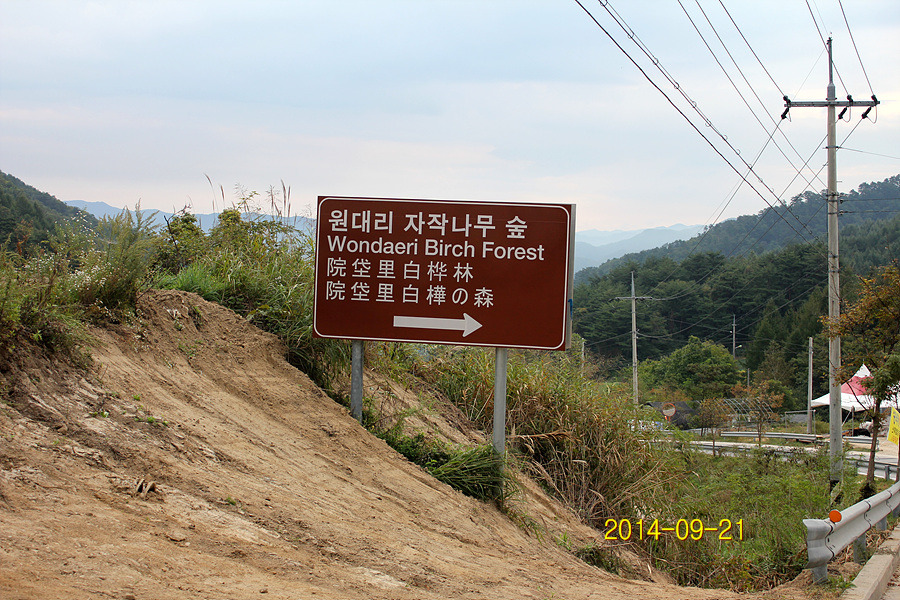 원대리 자작나무 숲
Wondaeri Birch Forest
院垈里白桦林
院垈里白樺の森
2014-09-21